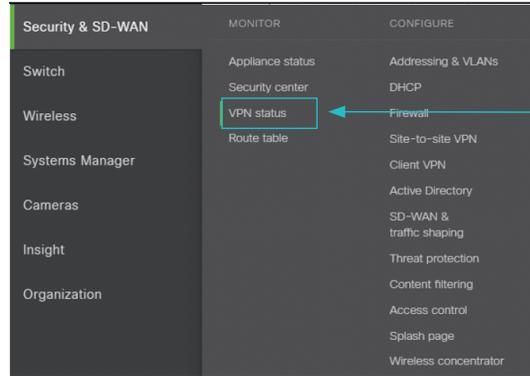 Security & SD-WAN
Switch
Wireless
Systems Manager
Cameras
Insight
Organization
MONITOR
Appliance status
Security center
VPN status
Route table
CONFIGURE
Addressing & VLANs
DHCP
Firewall
Site-to-site VPN
Client VPN
Active Directory
SD-WAN &
traffic shaping
Threat protection
Content filtering
Access control
Splash page
Wireless concentrator